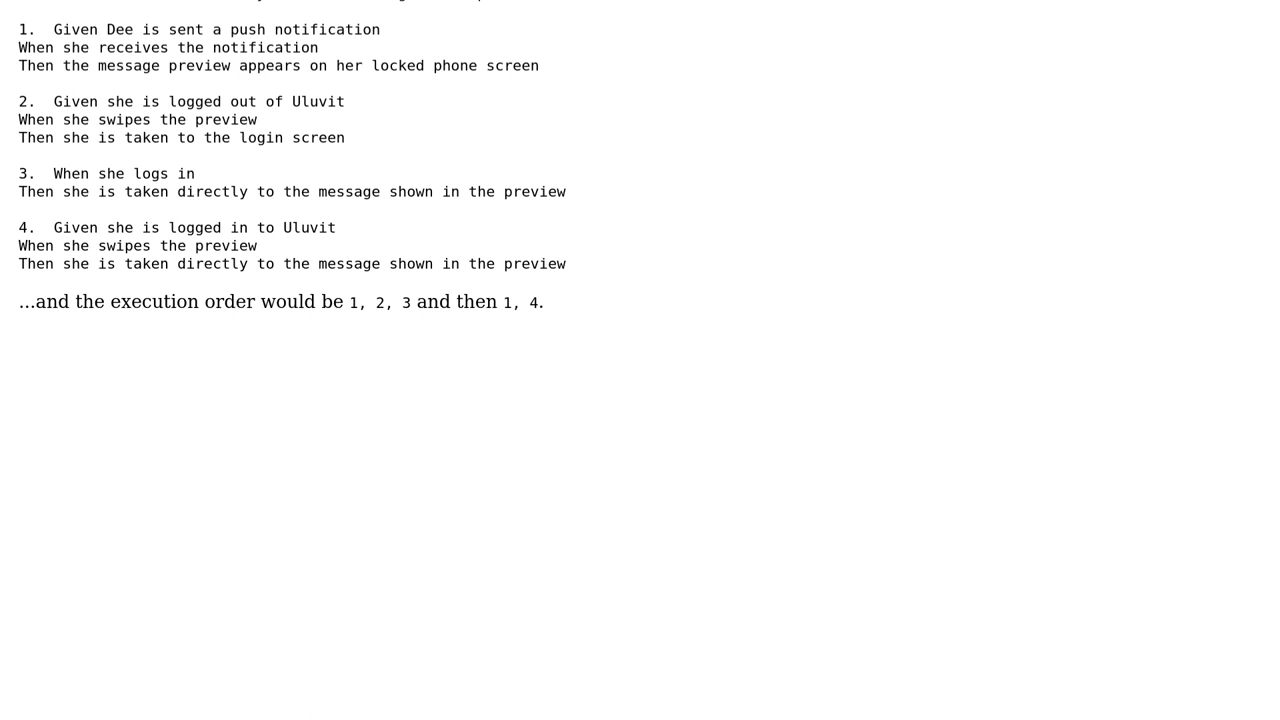 1.  Given Dee is sent a push notification
When she receives the notification
Then the message preview appears on her locked phone screen
2.  Given she is logged out of Uluvit
When she swipes the preview
Then she is taken to the login screen
3.  When she logs in
Then she is taken directly to the message shown in the preview
4.  Given she is logged in to Uluvit
When she swipes the preview
Then she is taken directly to the message shown in the preview
...and the execution order would be 1, 2, 3 and then 1, 4.